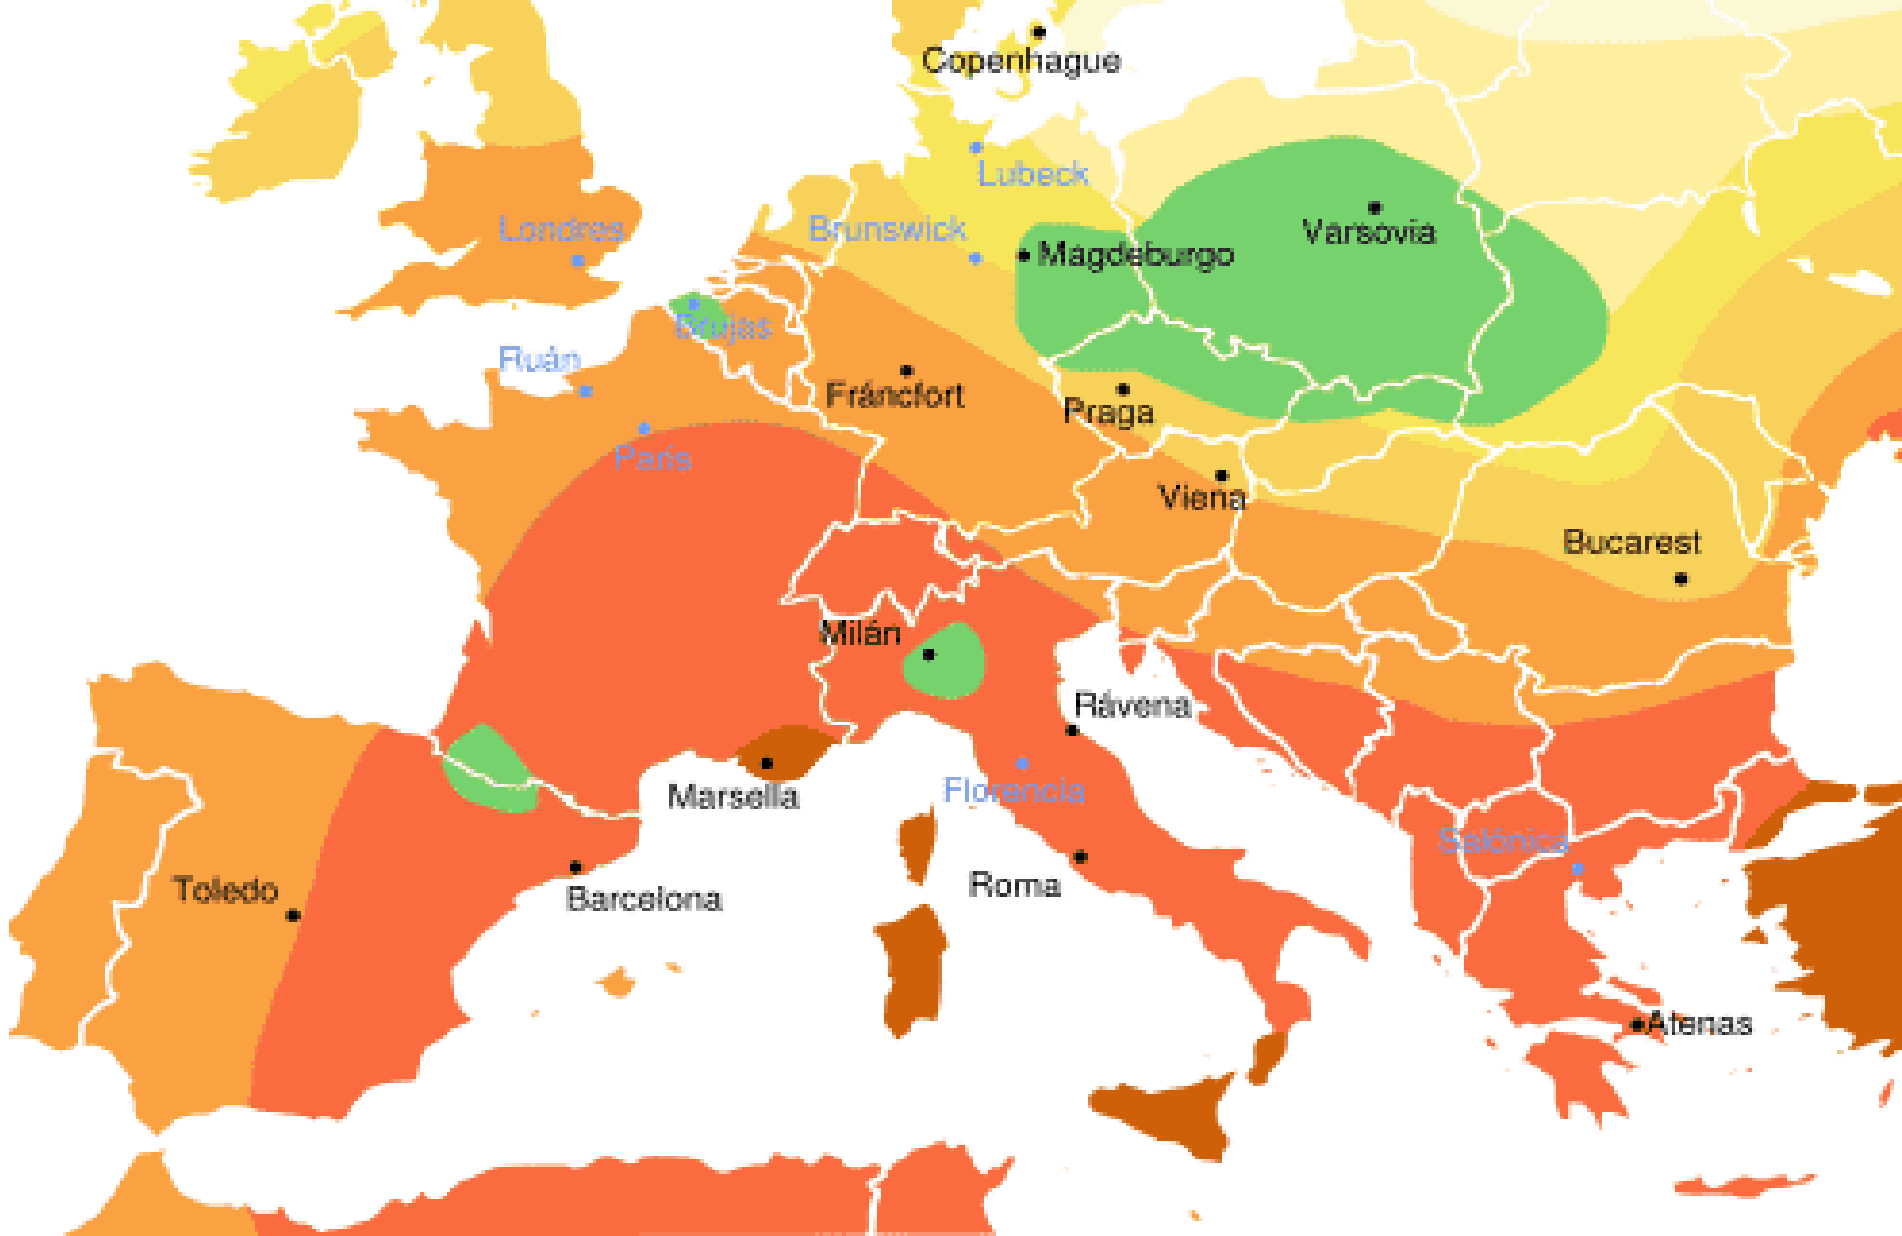 Copenhague
Lubeck
Londres
Brunswick
Varsovia
Magdeburgo
Brujas
Ruán
Fráncfort
Praga
París
Viena
Bucarest
Milán
Rávena
Marsella
Florencia
Salónica
Toledo
Barcelona
Roma
Atenas